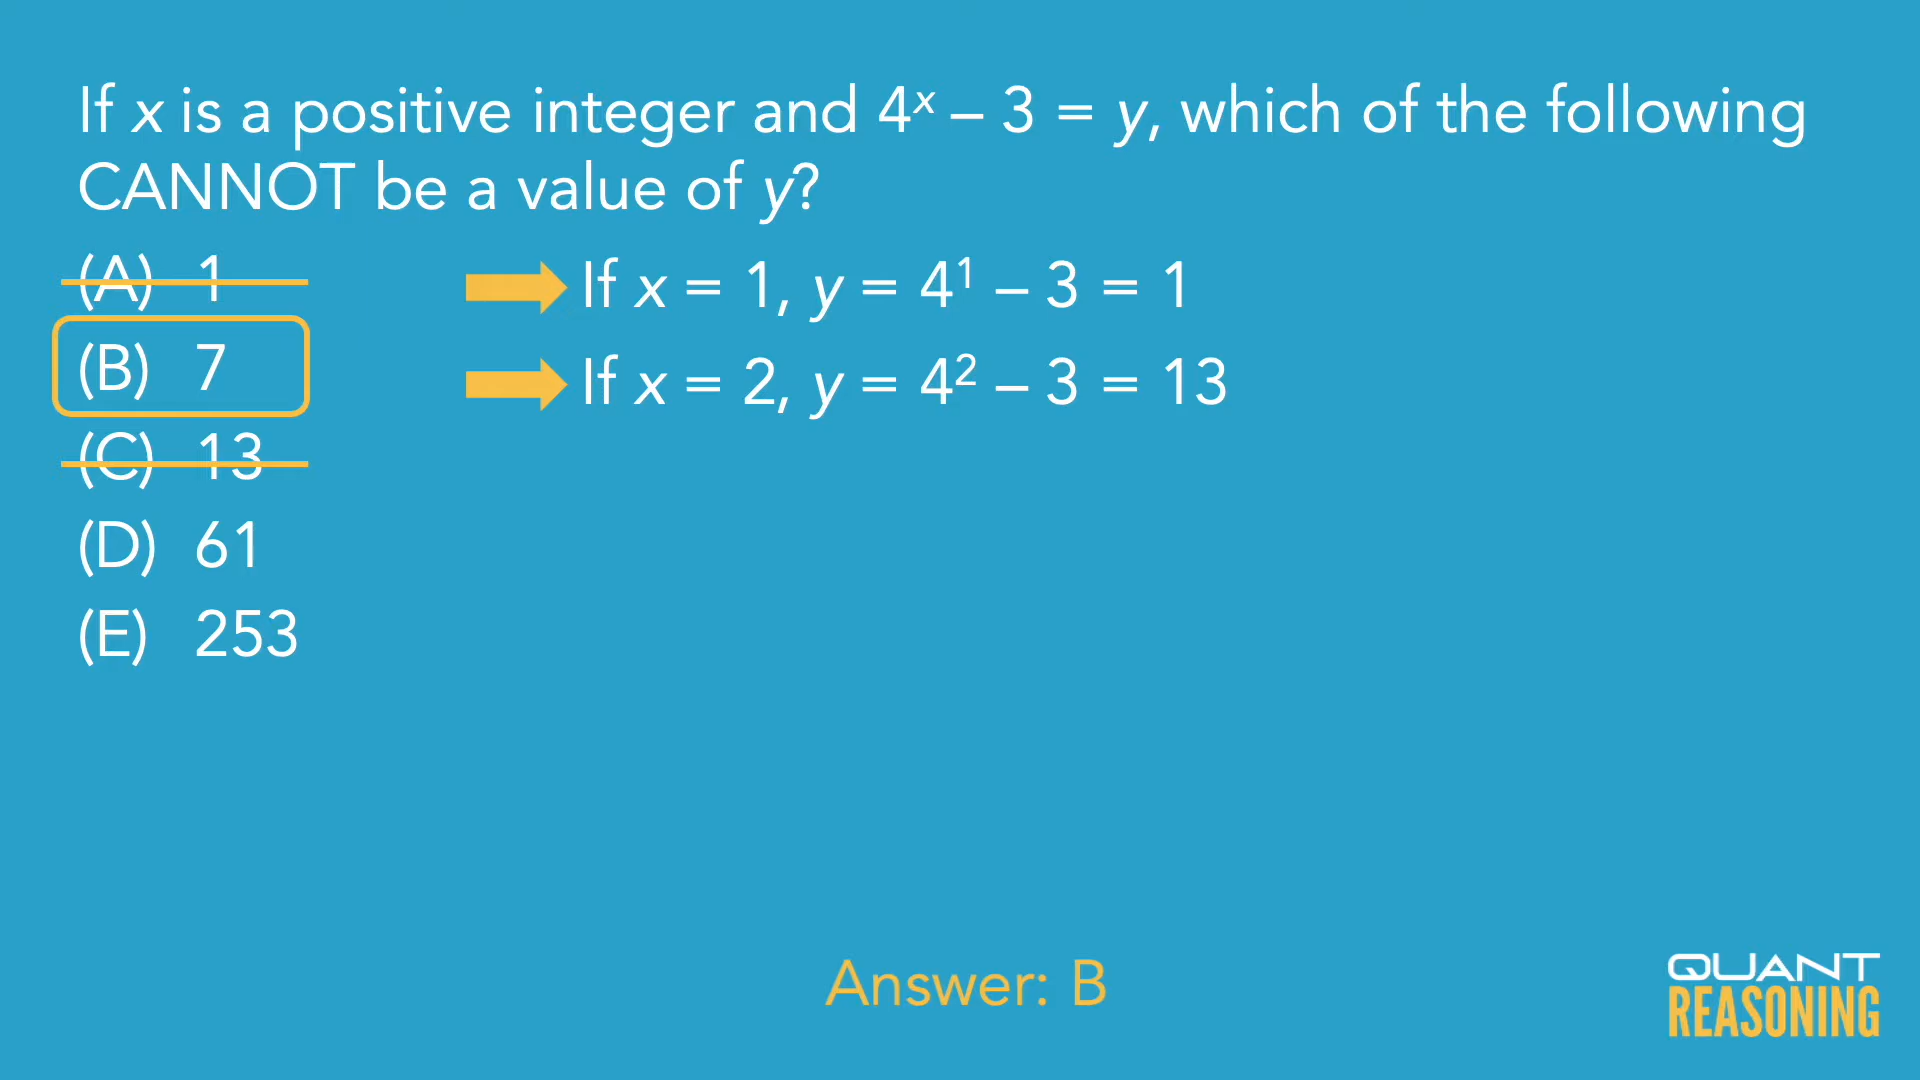 If x is a positive integer and 4ˣ – 3 = y, which of the following
CANNOT be a value of y?
(A) 1
If x = 1, y = 4¹ – 3 = 1
(B) 7
If x = 2, y = 4² – 3 = 13
(C) 13
(D) 61
(E) 253
Answer: B
QUANT
REASONING